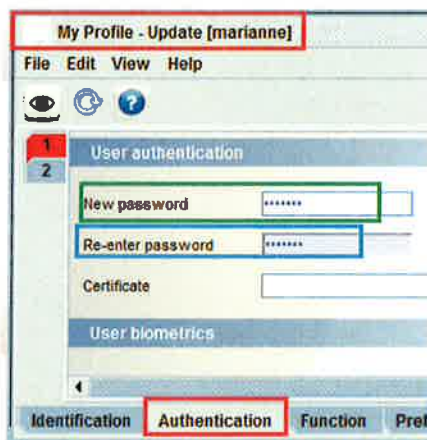 My Profile - Update [marianne]
File Edit View Help
1
2
User authentication
New password
Re-enter password
Certificate
User biometrics
Identification Authentication Function